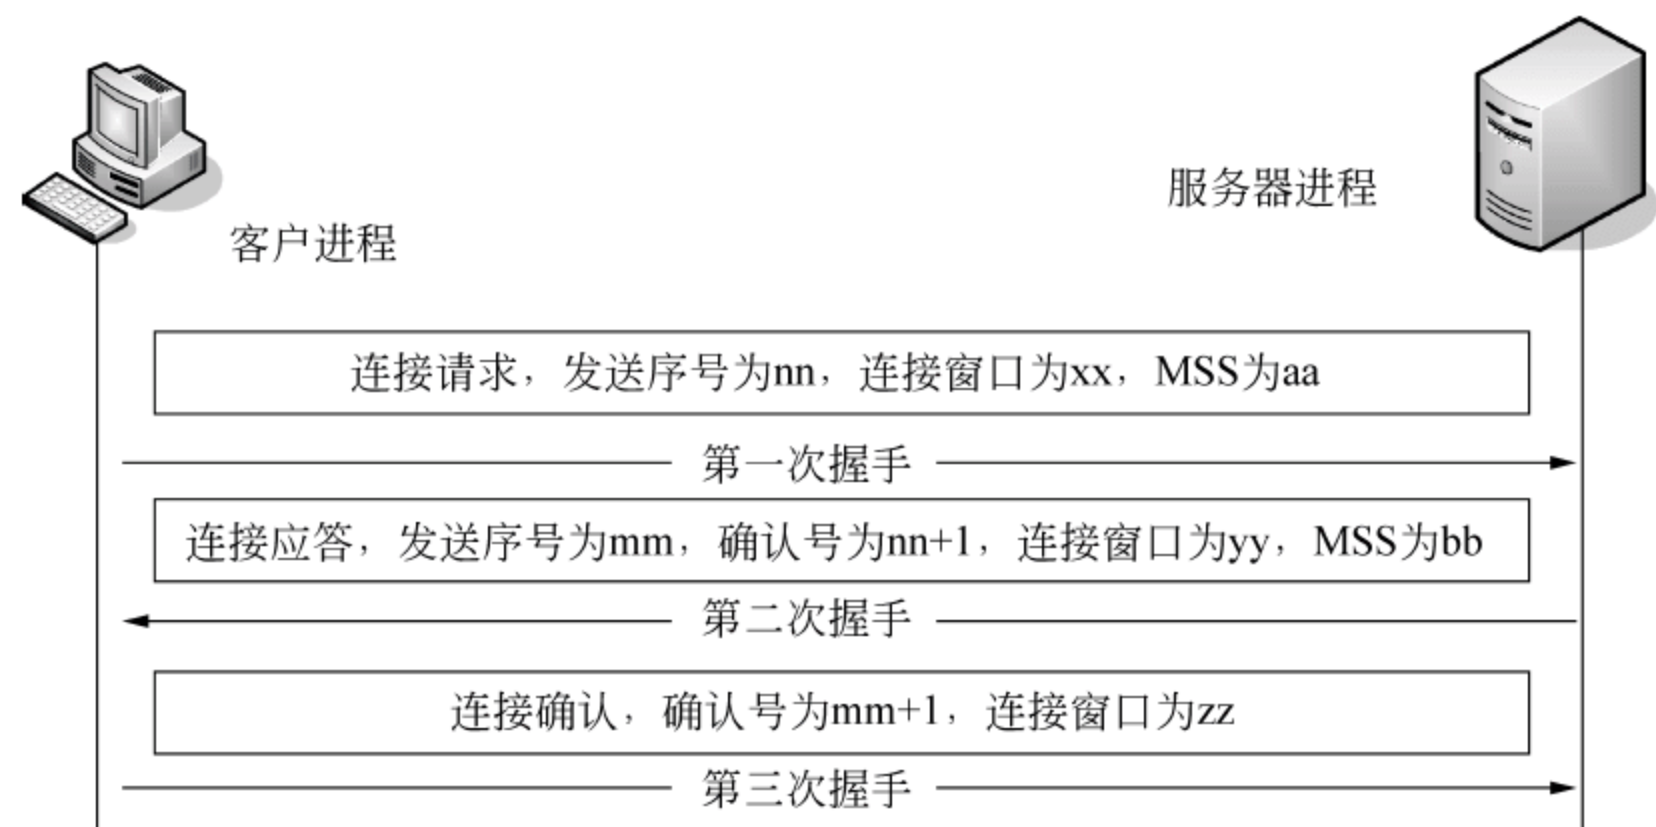 服务器进程
客户进程
连接请求，发送序号为nn，连接窗口为xx，MSS为aa
第一次握手
连接应答，发送序号为mm，确认号为nn+1，连接窗口为yy，MSS为bb
第二次握手
连接确认，确认号为mm+1，连接窗口为zz
第三次握手